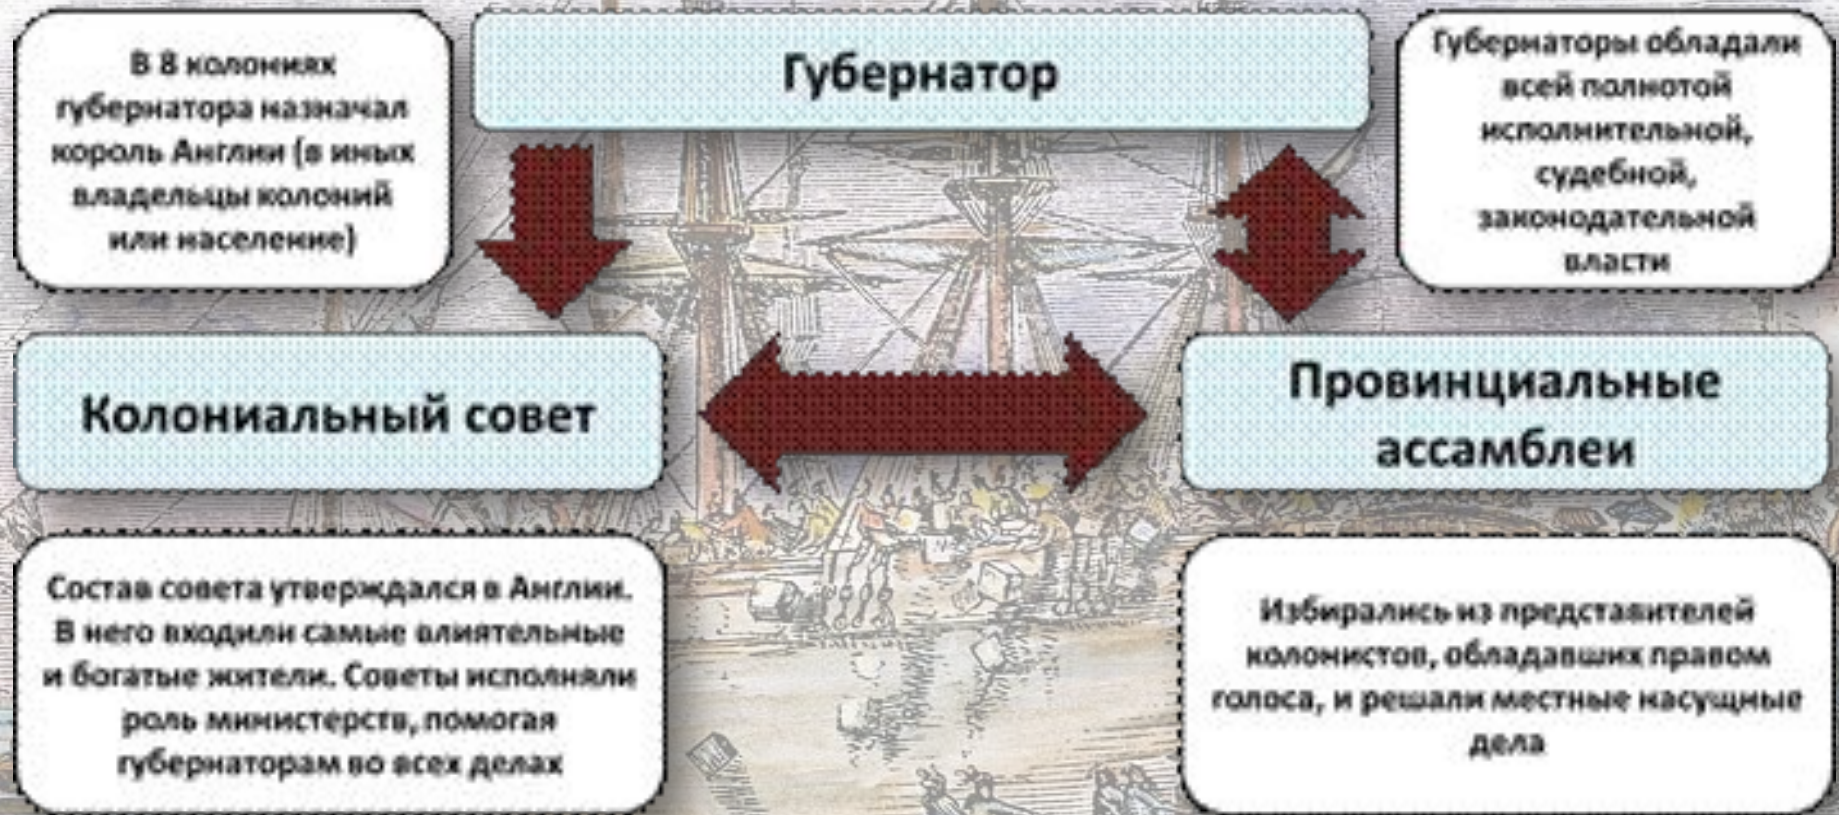 В 8 колониях
губернатора назначал
король Англии (в иных
владельцы колоний
или население)
Губернатор
Губернаторы обладали
всей полнотой
исполнительной,
судебной,
законодательной
власти
Колониальный совет
Провинциальные
ассамблеи
Состав совета утверждался в Англии.
В него входили самые влиятельные
и богатые жители. Советы исполняли
роль министерств, помогая
губернаторам во всех делах
Избирались из представителей
колонистов, обладавших правом
голоса, и решали местные насущные
дела